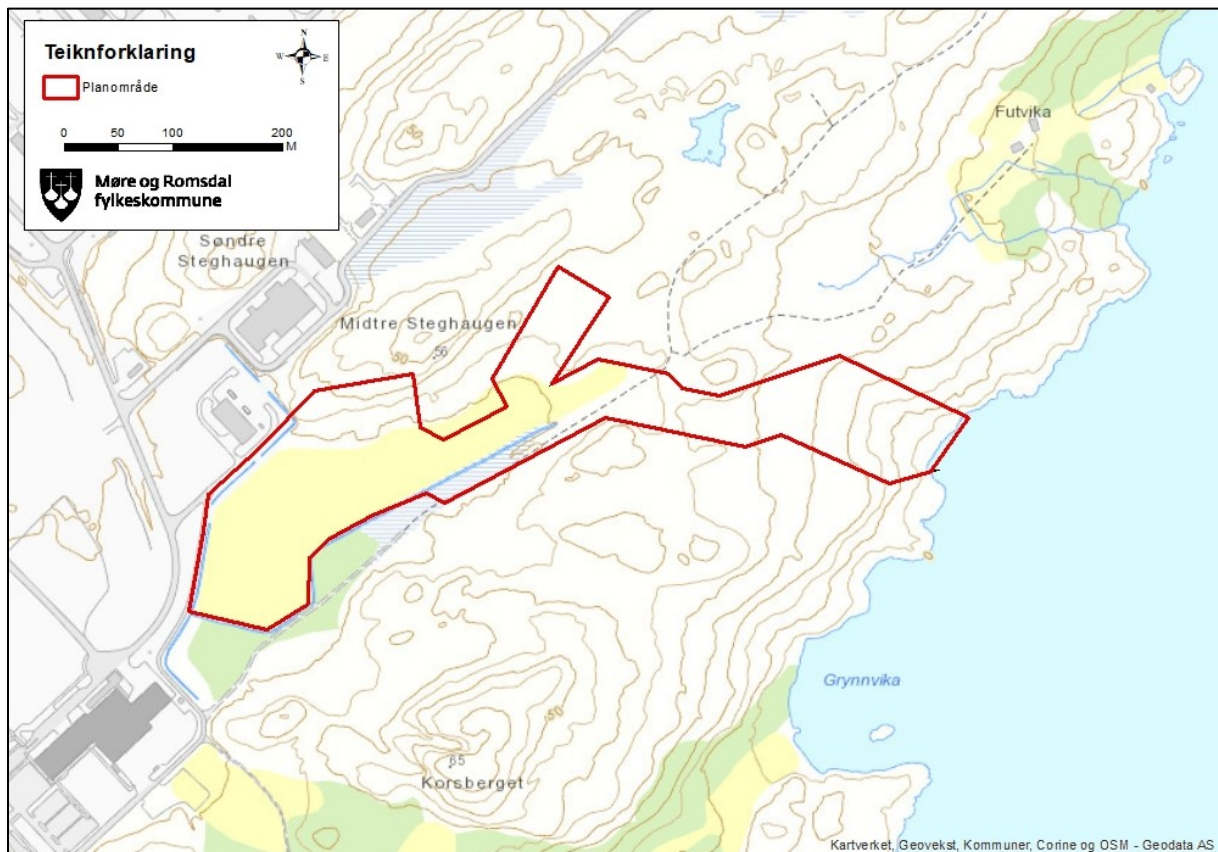 Teiknforklaring
N
W E
S
Planområde
0 50 100 200
M
Møre og Romsdal
fylkeskommune
Søndre
Steghaugen
Futvika
50
Midtre Steghaugen
50
56
Grynnvika
50
65
Korsberget
Kartverket, Geovekst, Kommuner, Corine og OSM - Geodata AS